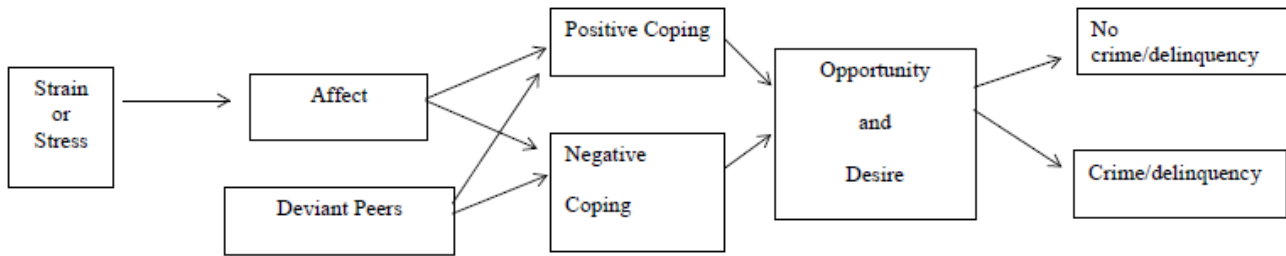 Strain
or
Stress
Affect
Deviant Peers
Positive Coping
Negative
Coping
Opportunity
and
Desire
No
crime/delinquency
Crime/delinquency